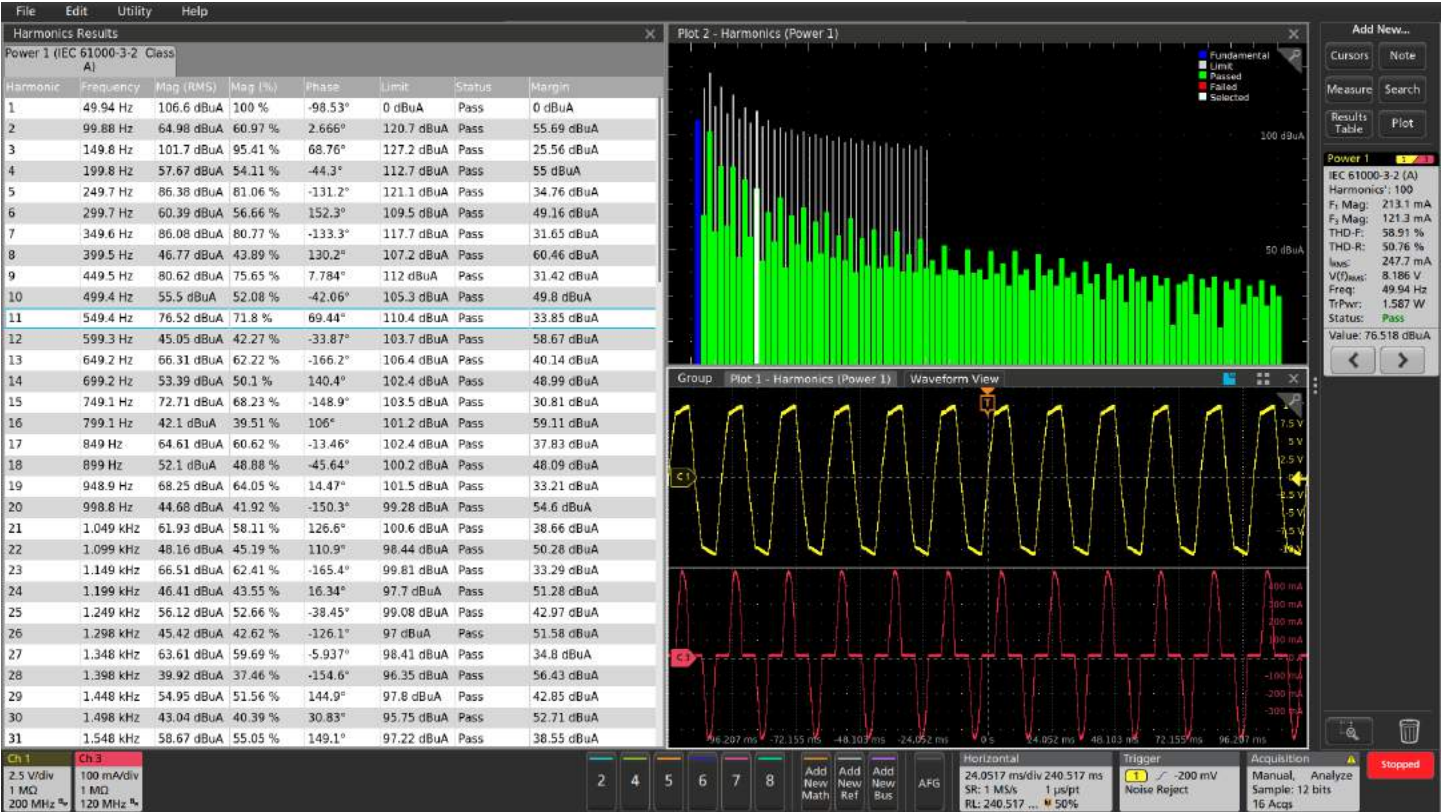 File Edit Utility Help
Harmonics Results
Power 1 (IEC 61000-3-2 Class A)
Harmonic Frequency Mag (RMS) Mag (%) Phase Limit Status Margin
1 49.94 Hz 106.6 dBuA 100 % -98.53° 0 dBuA Pass 0 dBuA
2 99.88 Hz 64.98 dBuA 60.97 % 2.666° 120.7 dBuA Pass 55.69 dBuA
3 149.8 Hz 101.7 dBuA 95.41 % 68.76° 127.2 dBuA Pass 25.56 dBuA
4 199.8 Hz 57.67 dBuA 54.11 % -44.3° 112.7 dBuA Pass 55 dBuA
5 249.7 Hz 86.38 dBuA 81.06 % -131.2° 121.1 dBuA Pass 34.76 dBuA
6 299.7 Hz 60.39 dBuA 56.66 % 152.3° 109.5 dBuA Pass 49.16 dBuA
7 349.6 Hz 86.08 dBuA 80.77 % -133.3° 117.7 dBuA Pass 31.65 dBuA
8 399.5 Hz 46.77 dBuA 43.89 % 130.2° 107.2 dBuA Pass 60.46 dBuA
9 449.5 Hz 80.62 dBuA 75.65 % 7.784° 112 dBuA Pass 31.42 dBuA
10 499.4 Hz 55.5 dBuA 52.08 % -42.06° 105.3 dBuA Pass 49.8 dBuA
11 549.4 Hz 76.52 dBuA 71.8 % 69.44° 110.4 dBuA Pass 33.85 dBuA
12 599.3 Hz 45.05 dBuA 42.27 % -33.87° 103.7 dBuA Pass 58.67 dBuA
13 649.2 Hz 66.31 dBuA 62.22 % -166.2° 106.4 dBuA Pass 40.14 dBuA
14 699.2 Hz 53.39 dBuA 50.1 % 140.4° 102.4 dBuA Pass 48.99 dBuA
15 749.1 Hz 72.71 dBuA 68.23 % -148.9° 103.5 dBuA Pass 30.81 dBuA
16 799.1 Hz 42.1 dBuA 39.51 % 106° 101.2 dBuA Pass 59.11 dBuA
17 849 Hz 64.61 dBuA 60.62 % -13.46° 102.4 dBuA Pass 37.83 dBuA
18 899 Hz 52.1 dBuA 48.88 % -45.64° 100.2 dBuA Pass 48.09 dBuA
19 948.9 Hz 68.25 dBuA 64.05 % 14.47° 101.5 dBuA Pass 33.21 dBuA
20 998.8 Hz 44.68 dBuA 41.92 % -150.3° 99.28 dBuA Pass 54.6 dBuA
21 1.049 kHz 61.93 dBuA 58.11 % 126.6° 100.6 dBuA Pass 38.66 dBuA
22 1.099 kHz 48.16 dBuA 45.19 % 110.9° 98.44 dBuA Pass 50.28 dBuA
23 1.149 kHz 66.51 dBuA 62.41 % -165.4° 99.81 dBuA Pass 33.29 dBuA
24 1.199 kHz 46.41 dBuA 43.55 % 16.34° 97.7 dBuA Pass 51.28 dBuA
25 1.249 kHz 56.12 dBuA 52.66 % -38.45° 99.08 dBuA Pass 42.97 dBuA
26 1.298 kHz 45.42 dBuA 42.62 % -126.1° 97 dBuA Pass 51.58 dBuA
27 1.348 kHz 63.61 dBuA 59.69 % -5.937° 98.41 dBuA Pass 34.8 dBuA
28 1.398 kHz 39.92 dBuA 37.46 % -154.6° 96.35 dBuA Pass 56.43 dBuA
29 1.448 kHz 54.95 dBuA 51.56 % 144.9° 97.8 dBuA Pass 42.85 dBuA
30 1.498 kHz 43.04 dBuA 40.39 % 30.83° 95.75 dBuA Pass 52.71 dBuA
31 1.548 kHz 58.67 dBuA 55.05 % 149.1° 97.22 dBuA Pass 38.55 dBuA
Plot 2 - Harmonics (Power 1)
Fundamental
Limit
Passed
Failed
Selected
100 dBuA
50 dBuA
Group Plot 1 - Harmonics (Power 1) Waveform View
T
7.5 V
5 V
2.5 V
C 1
-2.5 V
-5 V
-7.5 V
-10 V
400 mA
300 mA
200 mA
100 mA
C 3
-100 mA
-200 mA
-300 mA
-96.207 ms -72.155 ms -48.103 ms -24.052 ms 0 s 24.052 ms 48.103 ms 72.155 ms 96.207 ms
Add New...
Cursors Note
Measure Search
Results Table Plot
Power 1 1 3
IEC 61000-3-2 (A)
Harmonics': 100
F₁ Mag: 213.1 mA
F₃ Mag: 121.3 mA
THD-F: 58.91 %
THD-R: 50.76 %
IRMS: 247.7 mA
V(f)RMS: 8.186 V
Freq: 49.94 Hz
TrPwr: 1.587 W
Status: Pass
Value: 76.518 dBuA
Ch 1
2.5 V/div
1 MΩ
200 MHz
Ch 3
100 mA/div
1 MΩ
120 MHz
2 4 5 6 7 8
Add New Math
Add New Ref
Add New Bus
AFG
Horizontal
24.0517 ms/div 240.517 ms
SR: 1 MS/s 1 µs/pt
RL: 240.517 ... 50%
Trigger
1 -200 mV
Noise Reject
Acquisition
Manual, Analyze
Sample: 12 bits
16 Acqs
Stopped